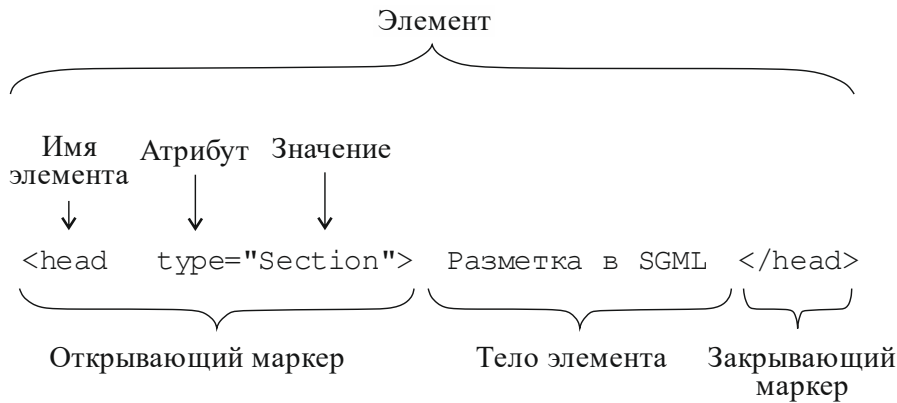 Элемент
Имя
элемента
Атрибут
Значение
<head type="Section"> Разметка в SGML </head>
Открывающий маркер
Тело элемента
Закрывающий
маркер